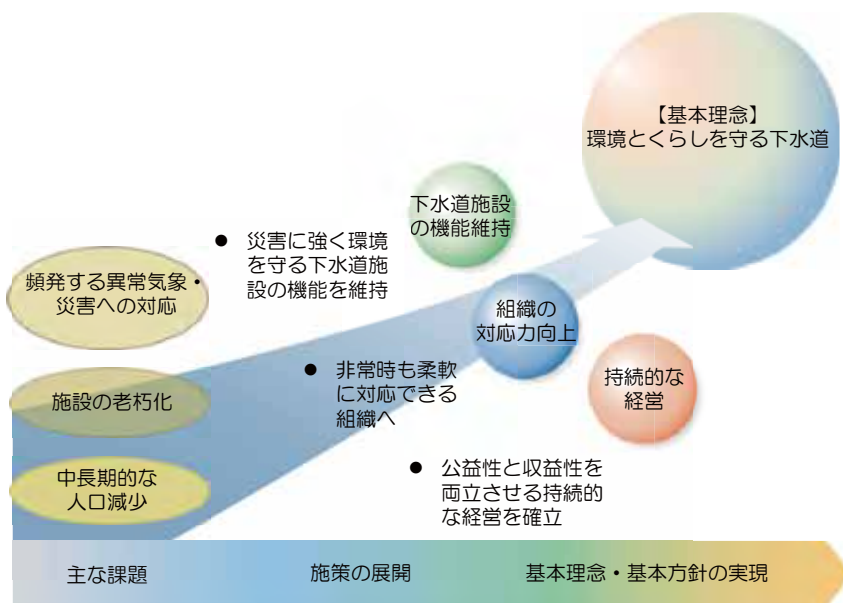 【基本理念】
環境とくらしを守る下水道
下水道施設
の機能維持
● 災害に強く環境
を守る下水道施
設の機能を維持
頻発する異常気象・
災害への対応
組織の
対応力向上
● 非常時も柔軟
に対応できる
組織へ
持続的な
経営
施設の老朽化
● 公益性と収益性を
両立させる持続的
な経営を確立
中長期的な
人口減少
主な課題
施策の展開
基本理念・基本方針の実現